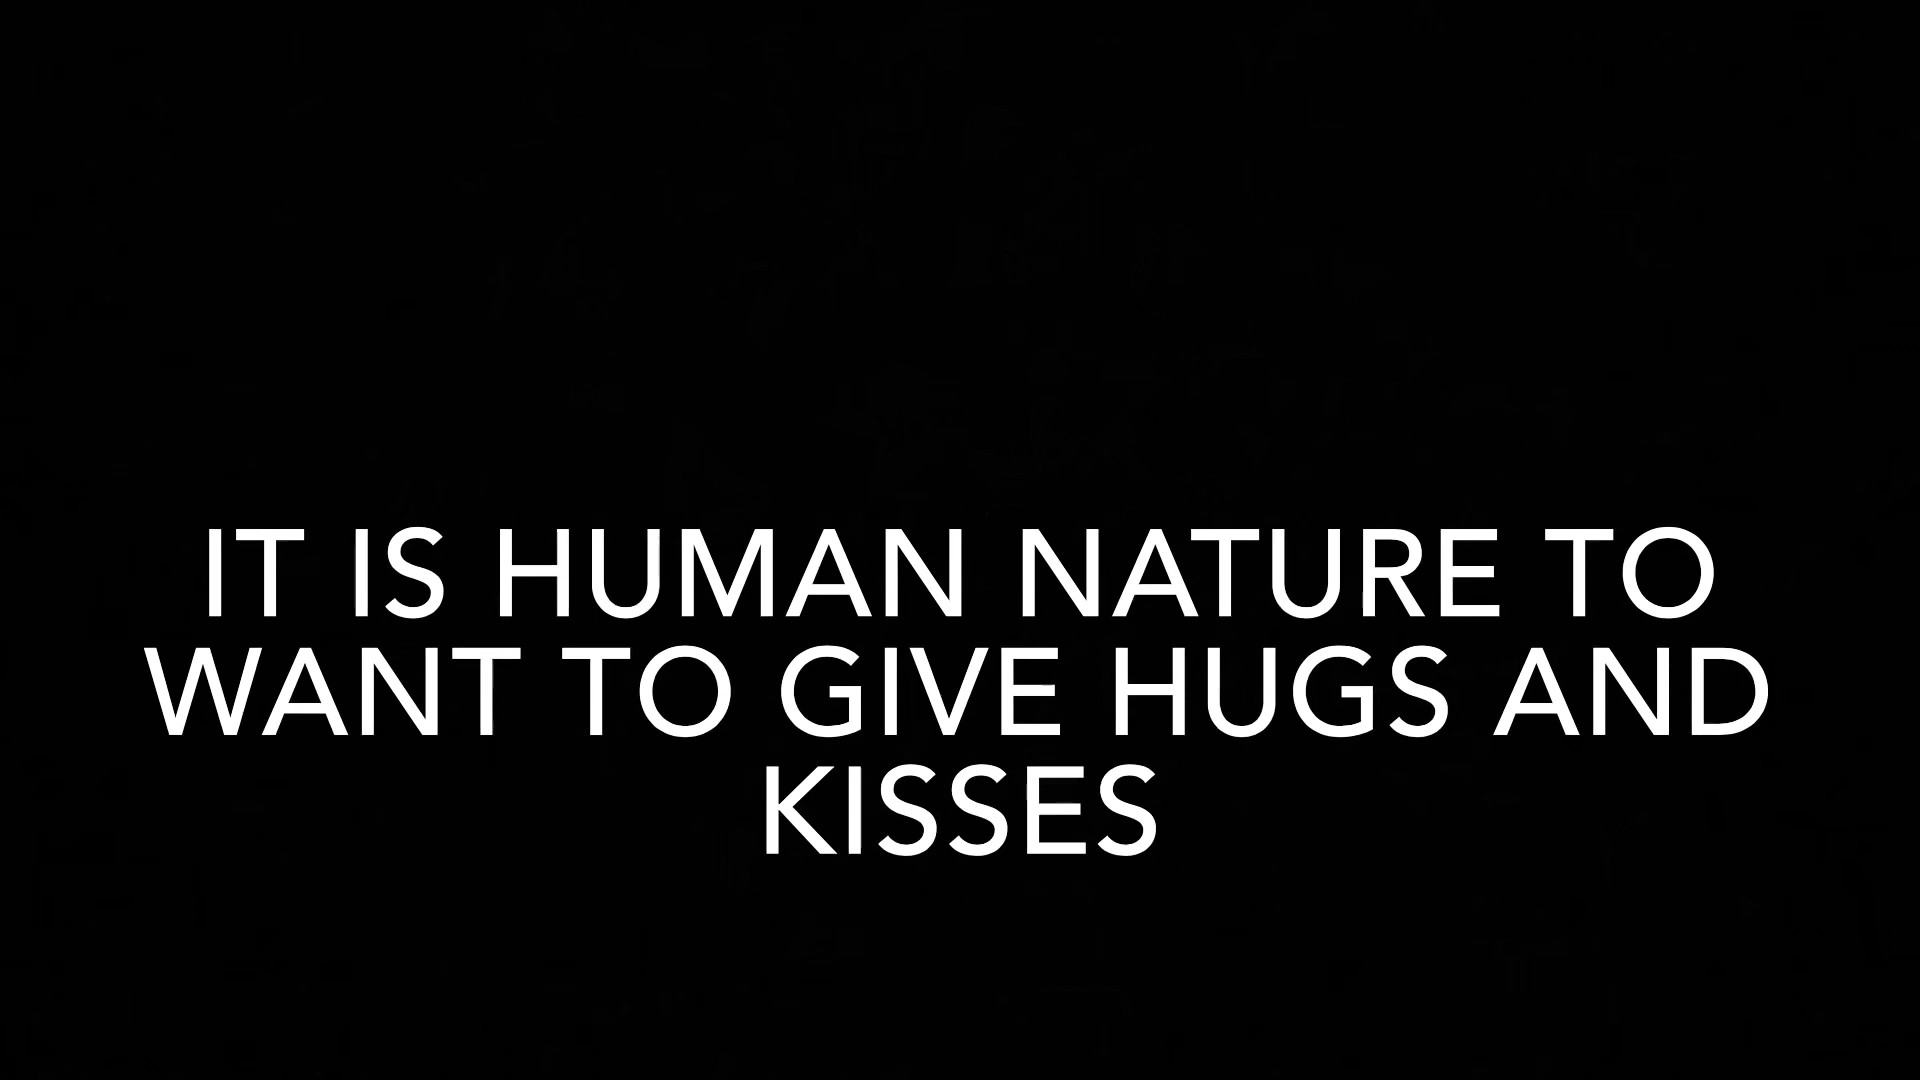 IT IS HUMAN NATURE TO
WANT TO GIVE HUGS AND
KISSES